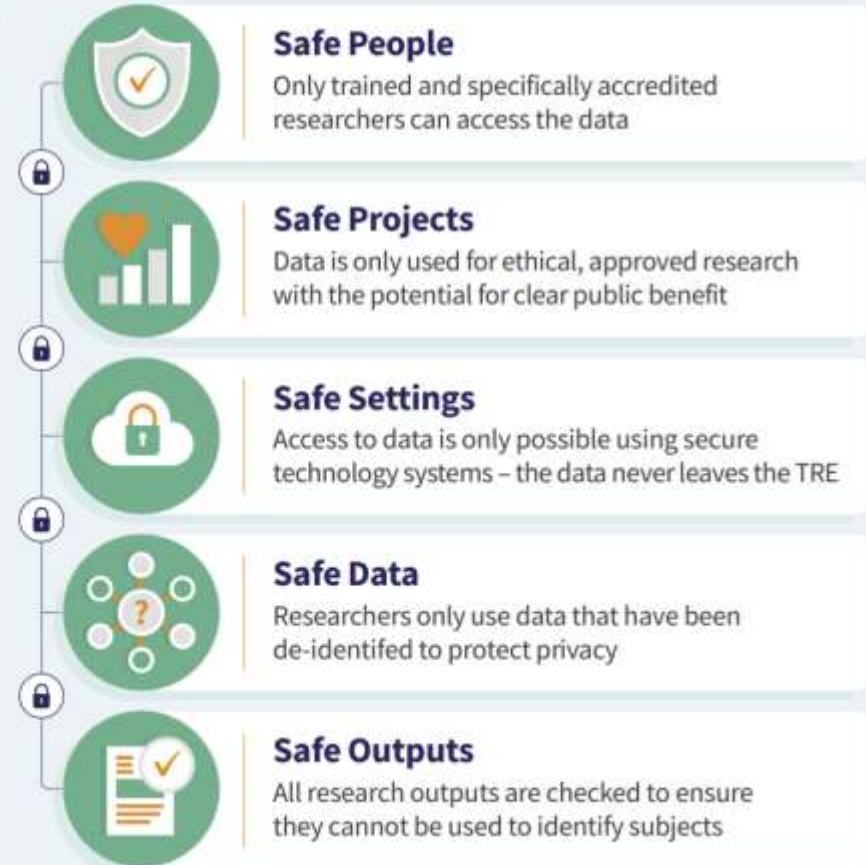 Safe People
Only trained and specifically accredited
researchers can access the data
Safe Projects
Data is only used for ethical, approved research
with the potential for clear public benefit
Safe Settings
Access to data is only possible using secure
technology systems – the data never leaves the TRE
Safe Data
?
Researchers only use data that have been
de-identifed to protect privacy
Safe Outputs
All research outputs are checked to ensure
they cannot be used to identify subjects